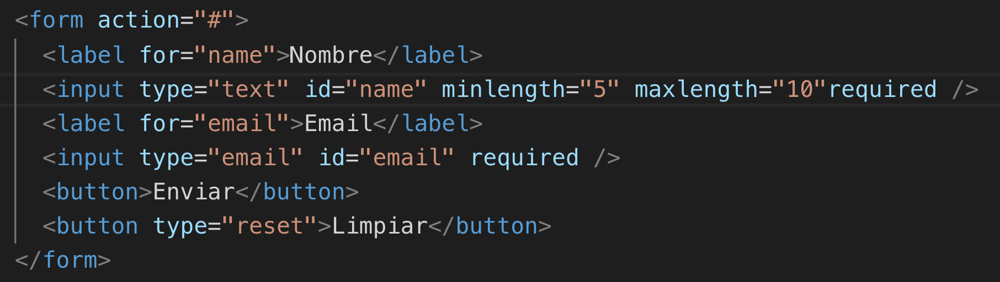 <form action="#">
<label for="name">Nombre</label>
<input type="text" id="name" minlength="5" maxlength="10"required />
<label for="email">Email</label>
<input type="email" id="email" required />
<button>Enviar</button>
<button type="reset">Limpiar</button>
</form>